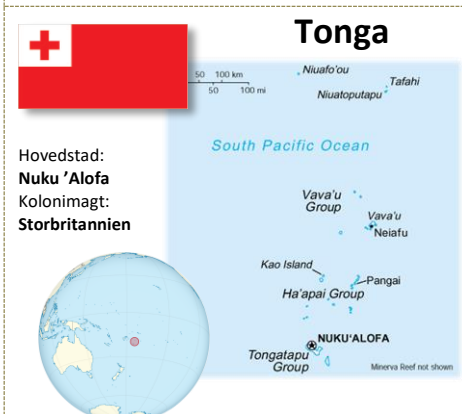 Tonga
Hovedstad:
Nuku ’Alofa
Kolonimagt:
Storbritannien
50 100 km
50 100 mi
Niuafo'ou
Tafahi
Niuatoputapu
South Pacific Ocean
Vava'u
Group
Vava'u
Neiafu
Kao Island
Pangai
Ha'apai Group
NUKU'ALOFA
Tongatapu
Group
Minerva Reef not shown